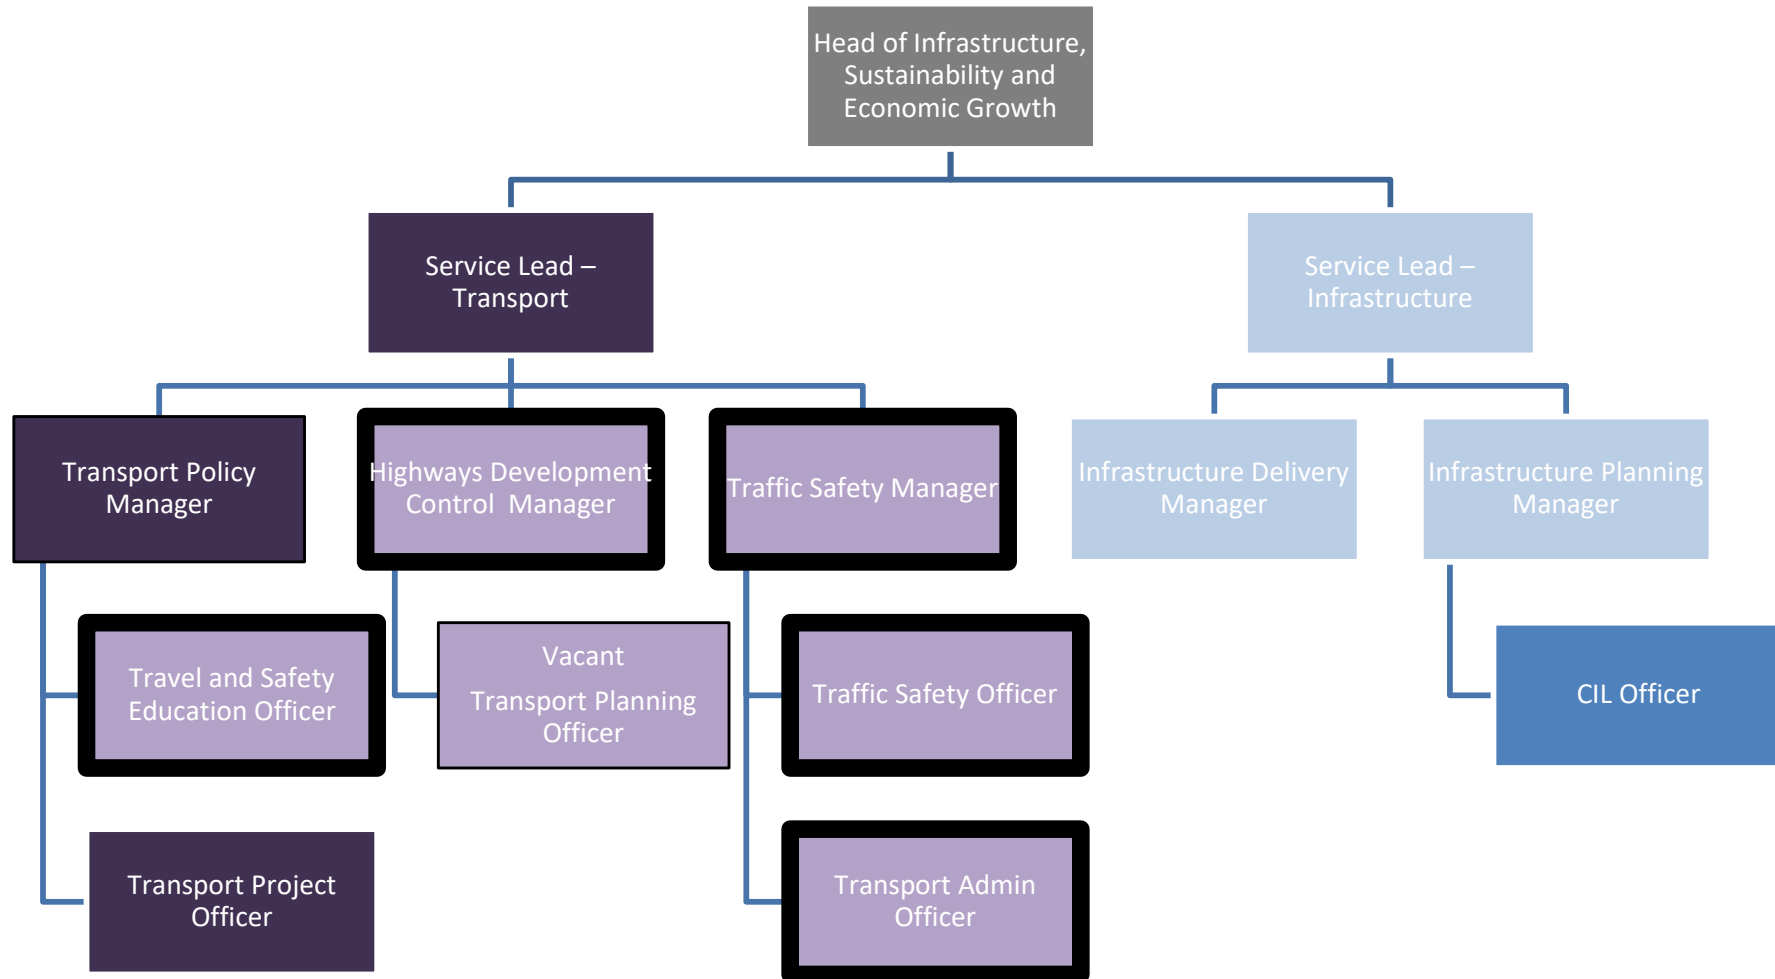 Head of Infrastructure,
Sustainability and
Economic Growth
Service Lead –
Transport
Service Lead –
Infrastructure
Transport Policy
Manager
Highways Development
Control  Manager
Traffic Safety Manager
Infrastructure Delivery
Manager
Infrastructure Planning
Manager
Travel and Safety
Education Officer
Vacant
Transport Planning
Officer
Traffic Safety Officer
CIL Officer
Transport Project
Officer
Transport Admin
Officer